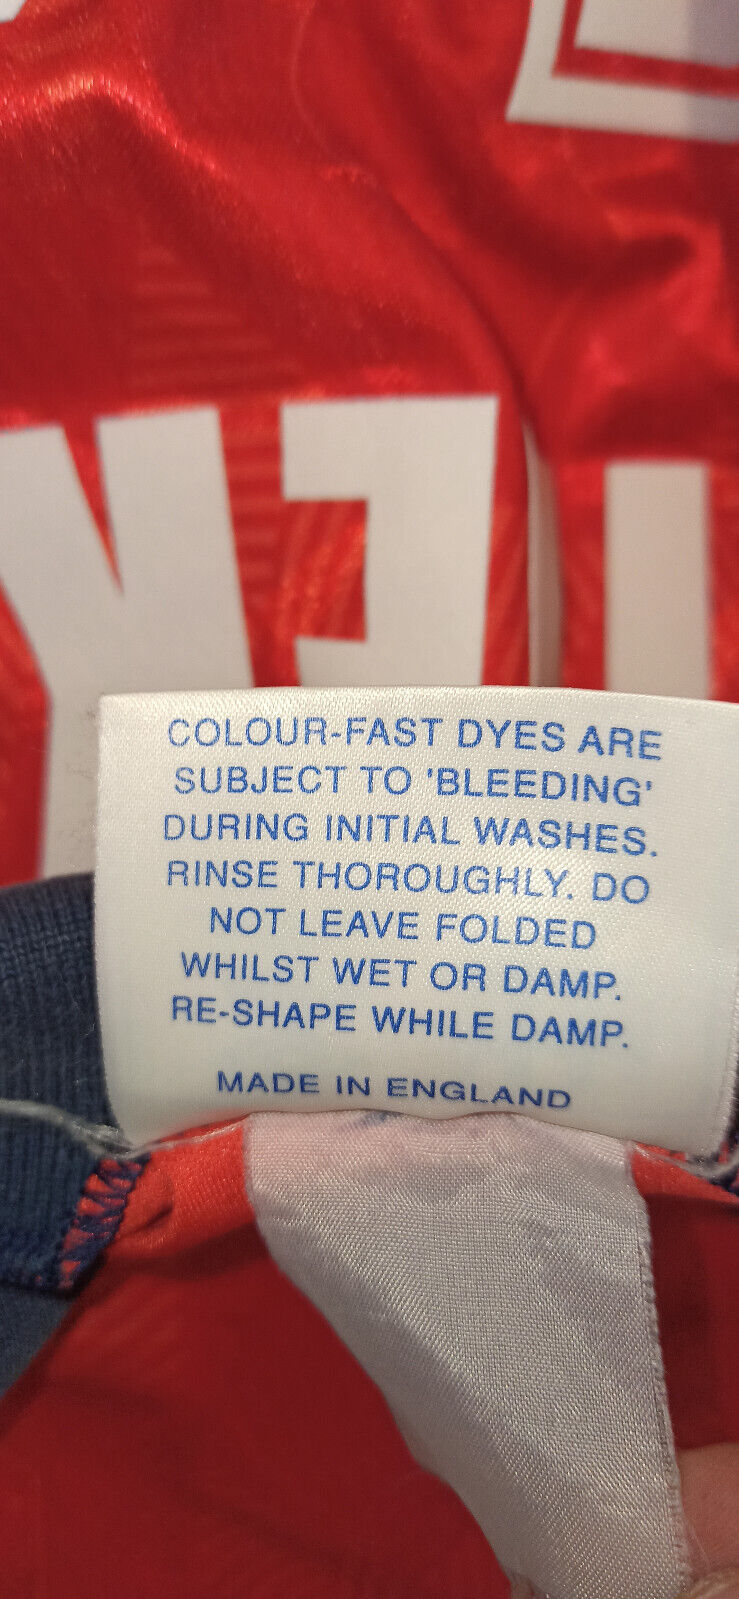 COLOUR-FAST DYES ARE
SUBJECT TO 'BLEEDING'
DURING INITIAL WASHES.
RINSE THOROUGHLY. DO
NOT LEAVE FOLDED
WHILST WET OR DAMP.
RE-SHAPE WHILE DAMP.
MADE IN ENGLAND